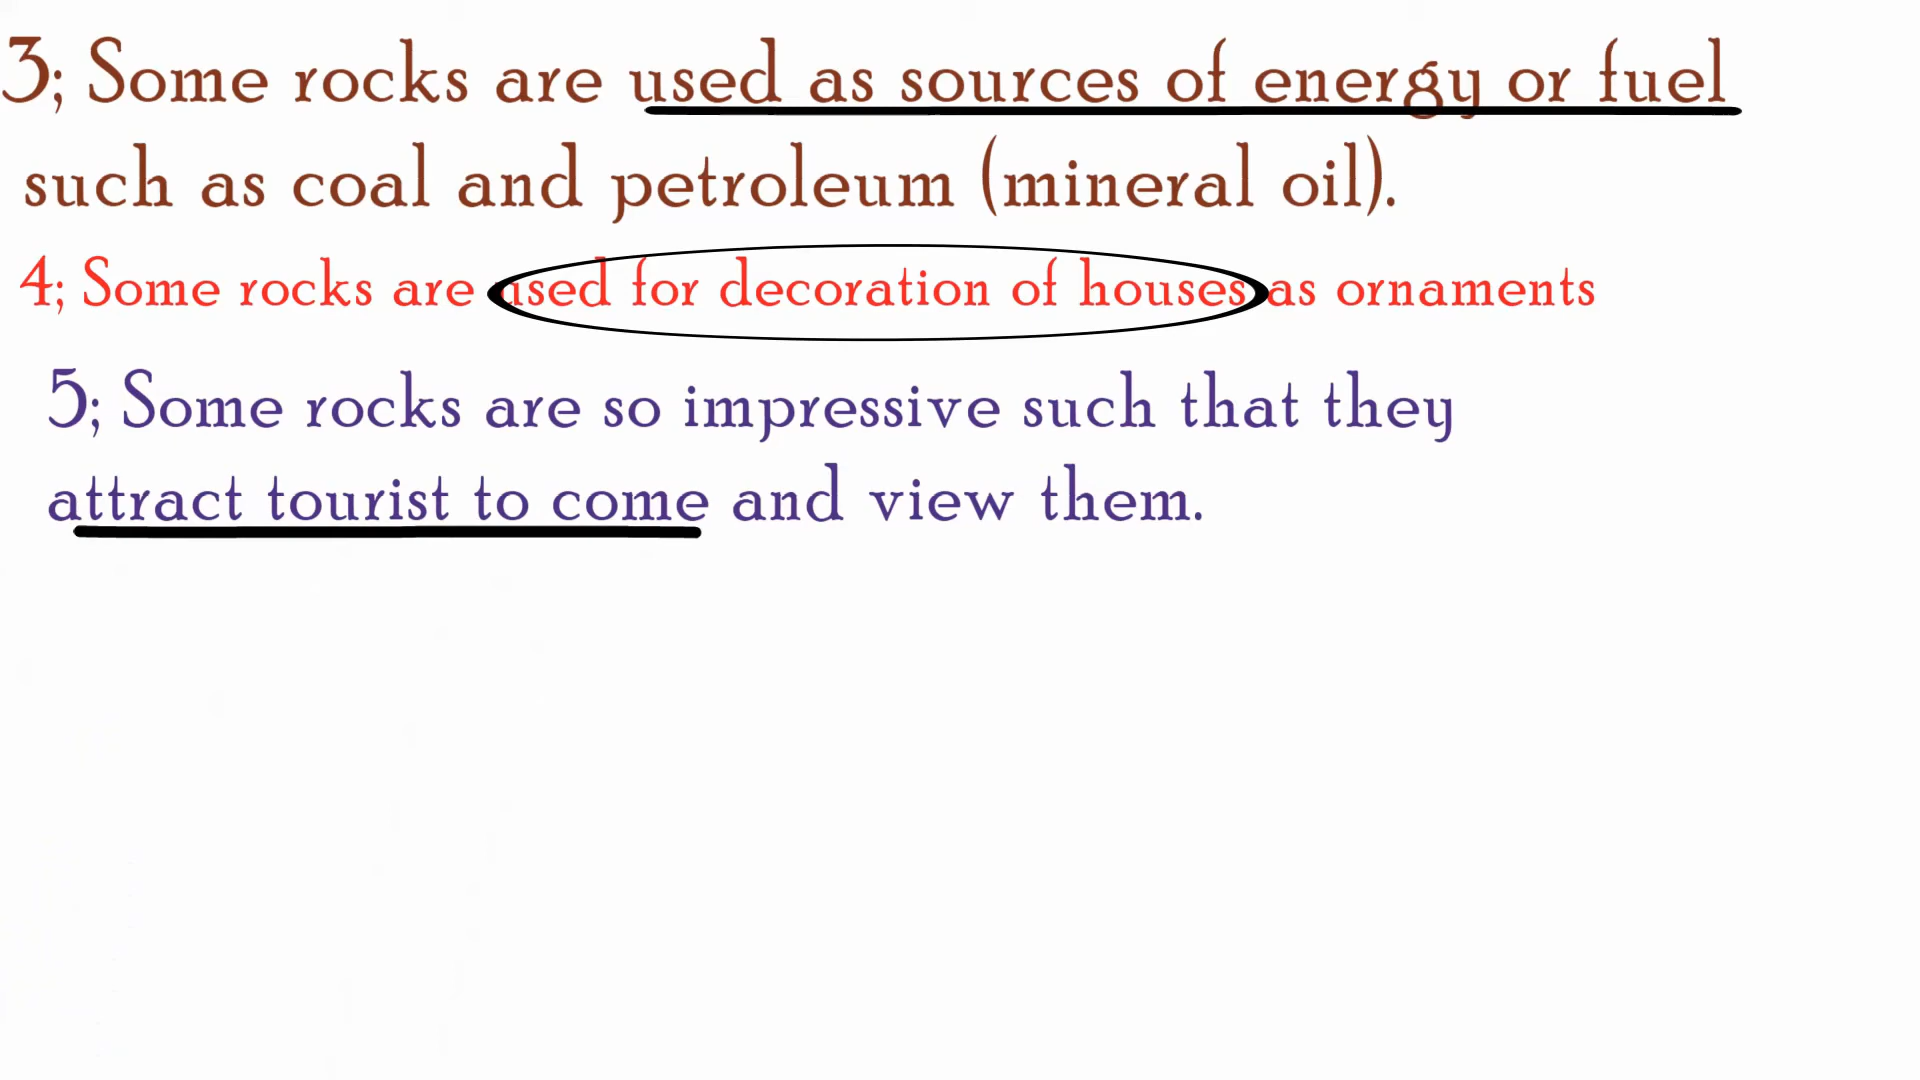 3; Some rocks are used as sources of energy or fuel
such as coal and petroleum (mineral oil).
4; Some rocks are used for decoration of houses as ornaments
5; Some rocks are so impressive such that they
attract tourist to come and view them.